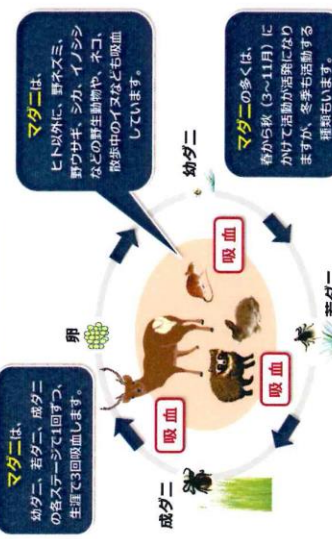 マダニは、
幼ダニ、若ダニ、成ダニ
の各ステージで1回ずつ、
生涯で3回吸血します。
マダニは、
ヒト以外に、野ネズミ、
野ウサギ、シカ、イノシシ
などの野生動物や、ネコ、
散歩中のイヌなども吸血
しています。
卵
幼ダニ
吸血
吸血
吸血
成ダニ
若ダニ
マダニの多くは、
春から秋（3～11月）に
かけて活動が活発になり
ますが、冬季も活動する
種類もいます。